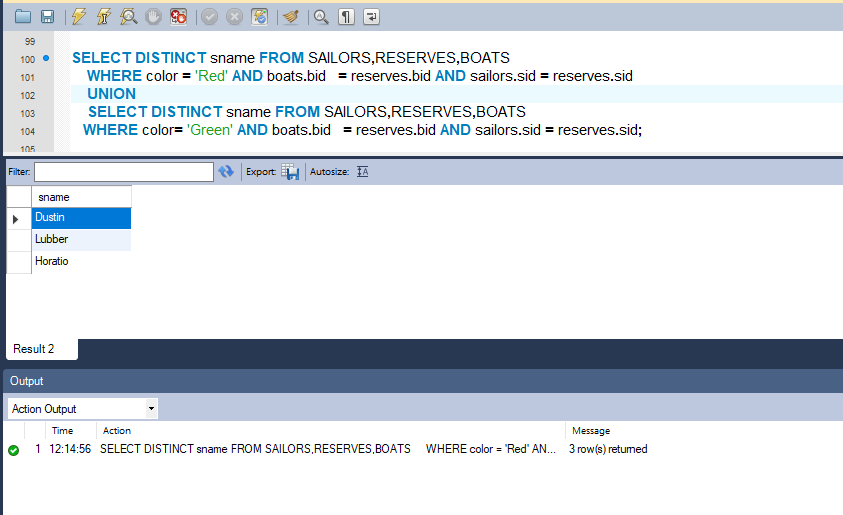 99
100 SELECT DISTINCT sname FROM SAILORS,RESERVES,BOATS
101 WHERE color = 'Red' AND boats.bid = reserves.bid AND sailors.sid = reserves.sid
102 UNION
103 SELECT DISTINCT sname FROM SAILORS,RESERVES,BOATS
104 WHERE color= 'Green' AND boats.bid = reserves.bid AND sailors.sid = reserves.sid;
105
Filter: Export: Autosize:
sname
Dustin
Lubber
Horatio
Result 2
Output
Action Output
Time Action Message
1 12:14:56 SELECT DISTINCT sname FROM SAILORS,RESERVES,BOATS WHERE color = 'Red' AN... 3 row(s) returned